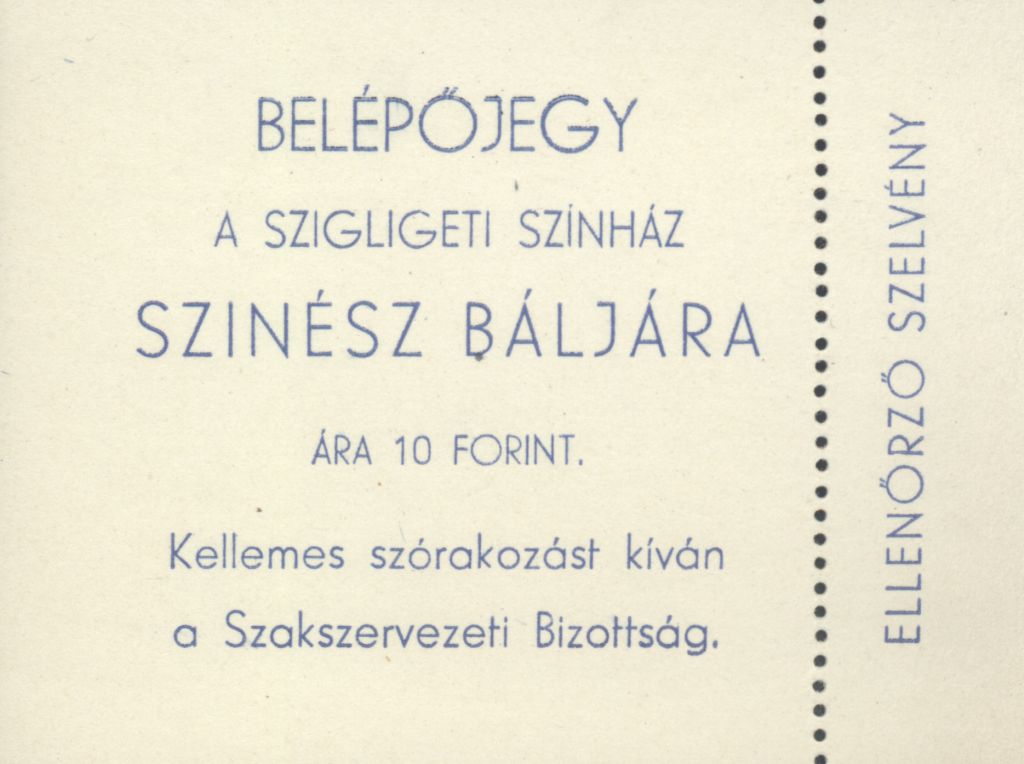 BELÉPŐJEGY
A SZIGLIGETI SZÍNHÁZ
SZINÉSZ BÁLJÁRA
ÁRA 10 FORINT.
Kellemes szórakozást kíván
a Szakszervezeti Bizottság.
ELLENŐRZŐ SZELVÉNY